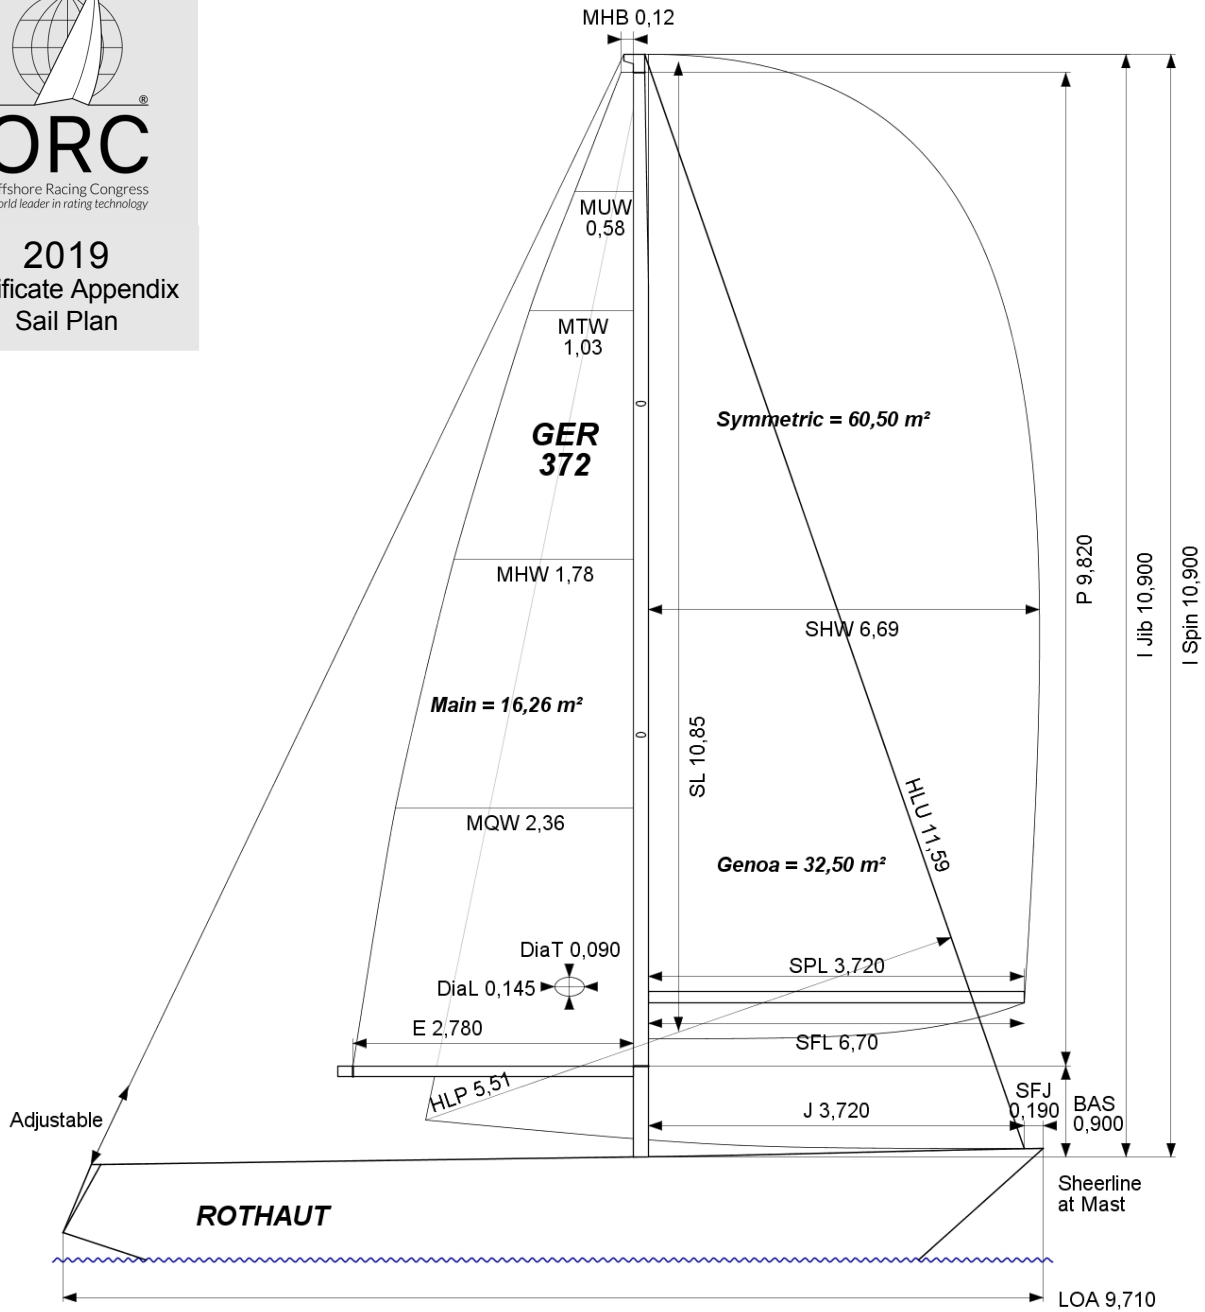 MHB 0,12
®
ORC
ffshore Racing Congress
orld leader in rating technology
2019
ificate Appendix
Sail Plan
MUW
0,58
MTW
1,03
GER
372
Symmetric = 60,50 m²
MHW 1,78
P 9,820
I Jib 10,900
I Spin 10,900
SHW 6,69
Main = 16,26 m²
SL 10,85
HLU 11,59
MQW 2,36
Genoa = 32,50 m²
DiaT 0,090
DiaL 0,145
SPL 3,720
E 2,780
SFL 6,70
HLP 5,51
Adjustable
J 3,720
SFJ
0,190
BAS
0,900
Sheerline
at Mast
ROTHAUT
LOA 9,710